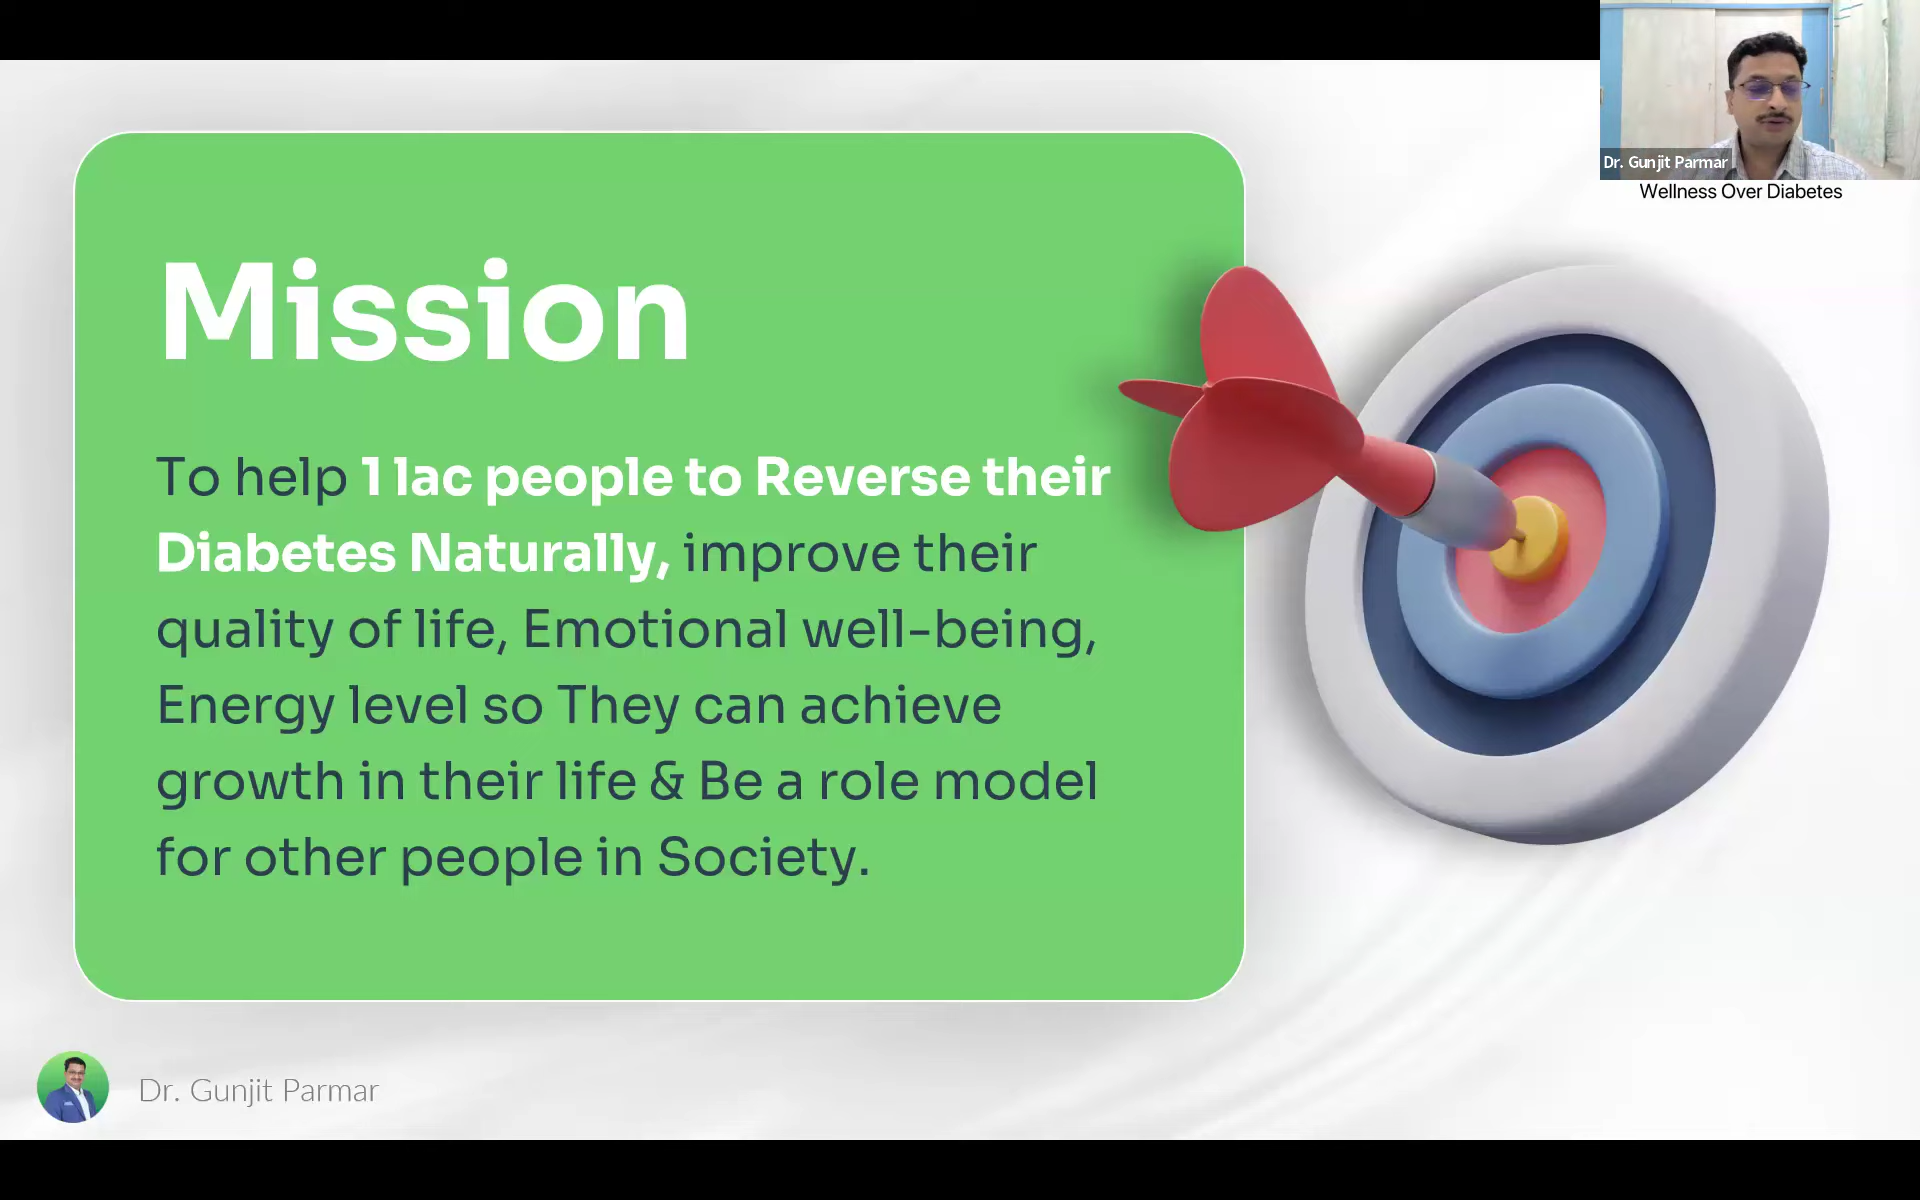 Dr. Gunjit Parmar
Wellness Over Diabetes
Mission
To help 1 lac people to Reverse their
Diabetes Naturally, improve their
quality of life, Emotional well-being,
Energy level so They can achieve
growth in their life & Be a role model
for other people in Society.
Dr. Gunjit Parmar